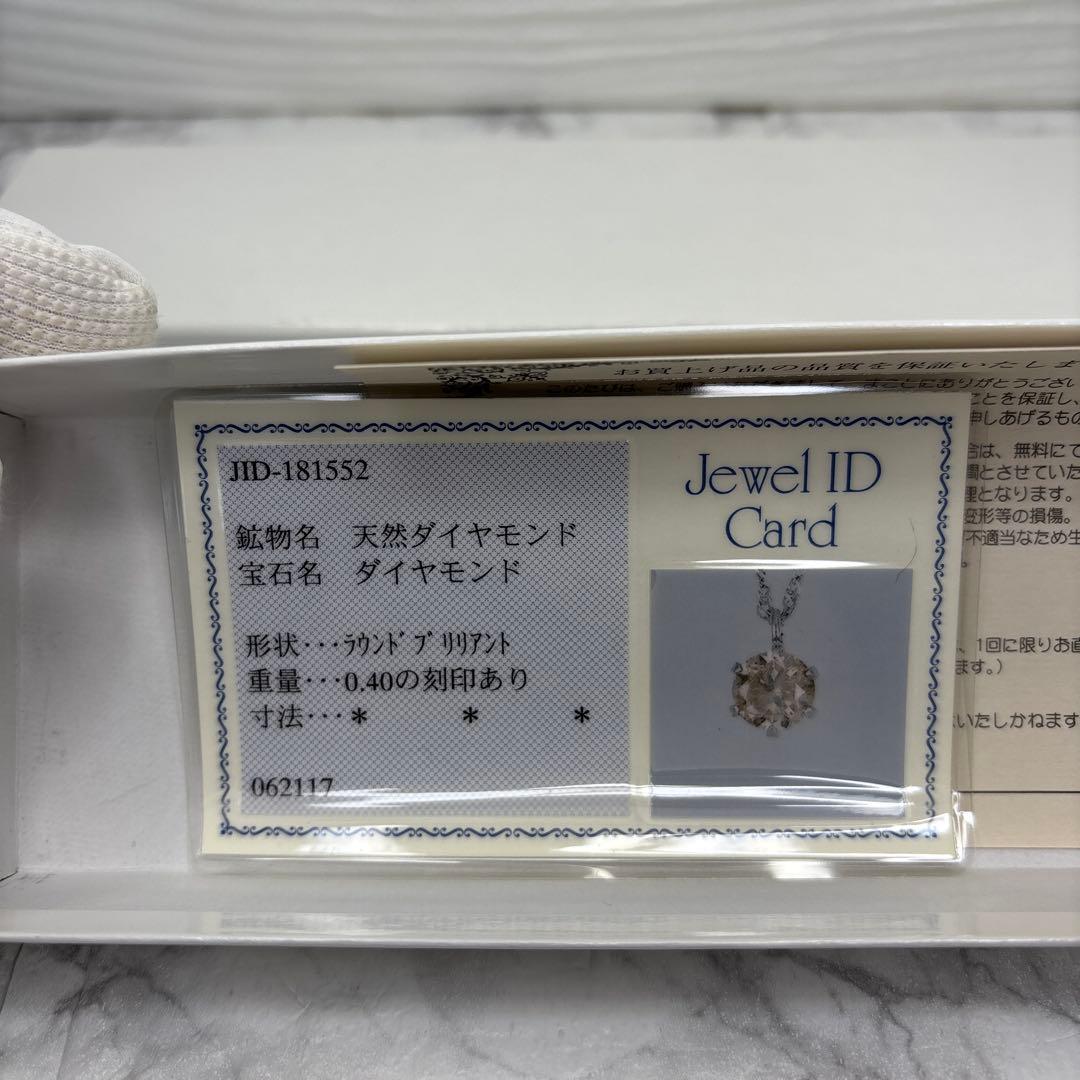 お買上げ品の品質を保証いたしま
まことにありがとうござい
ことを保証し、
申しあげるもの
合は、無料にて
間とさせていた
理となります。
変形等の損傷。
不適当なため生
1回に限りお直
ます。）
いたしかねます
JID-181552
鉱物名 天然ダイヤモンド
宝石名 ダイヤモンド
形状･･･ﾗｳﾝﾄﾞﾌﾞﾘﾘｱﾝﾄ
重量･･･0.40の刻印あり
寸法･･･* * *
062117
Jewel ID
Card